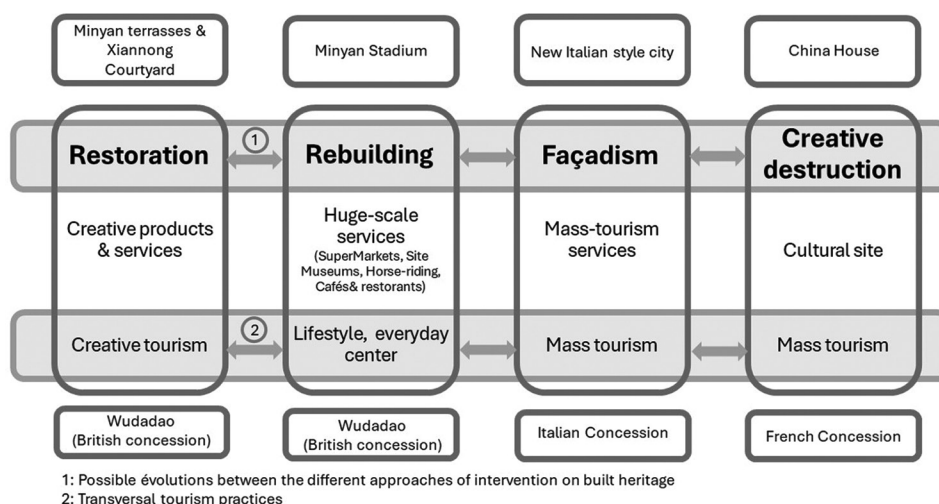 Minyan terrasses &
Xiannong
Courtyard
Minyan Stadium
New Italian style city
China House
Restoration
1
Rebuilding
Façadism
Creative
destruction
Creative products
& services
Huge-scale
services
(SuperMarkets, Site
Museums, Horse-riding,
Cafés& restorants)
Mass-tourism
services
Cultural site
Creative tourism
2
Lifestyle, everyday
center
Mass tourism
Mass tourism
Wudadao
(British concession)
Wudadao
(British concession)
Italian Concession
French Concession
1: Possible évolutions between the different approaches of intervention on built heritage
2: Transversal tourism practices